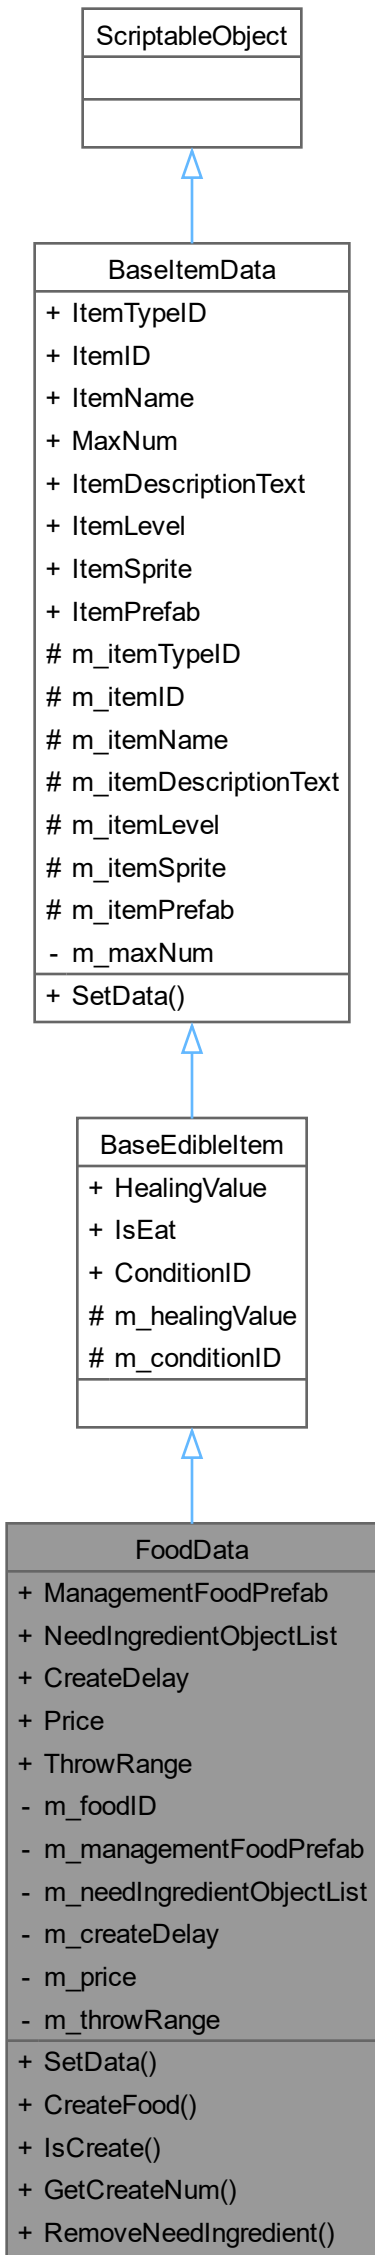 ScriptableObject
BaseItemData
+ ItemTypeID
+ ItemID
+ ItemName
+ MaxNum
+ ItemDescriptionText
+ ItemLevel
+ ItemSprite
+ ItemPrefab
# m_itemTypeID
# m_itemID
# m_itemName
# m_itemDescriptionText
# m_itemLevel
# m_itemSprite
# m_itemPrefab
- m_maxNum
+ SetData()
BaseEdibleItem
+ HealingValue
+ IsEat
+ ConditionID
# m_healingValue
# m_conditionID
FoodData
+ ManagementFoodPrefab
+ NeedIngredientObjectList
+ CreateDelay
+ Price
+ ThrowRange
- m_foodID
- m_managementFoodPrefab
- m_needIngredientObjectList
- m_createDelay
- m_price
- m_throwRange
+ SetData()
+ CreateFood()
+ IsCreate()
+ GetCreateNum()
+ RemoveNeedIngredient()